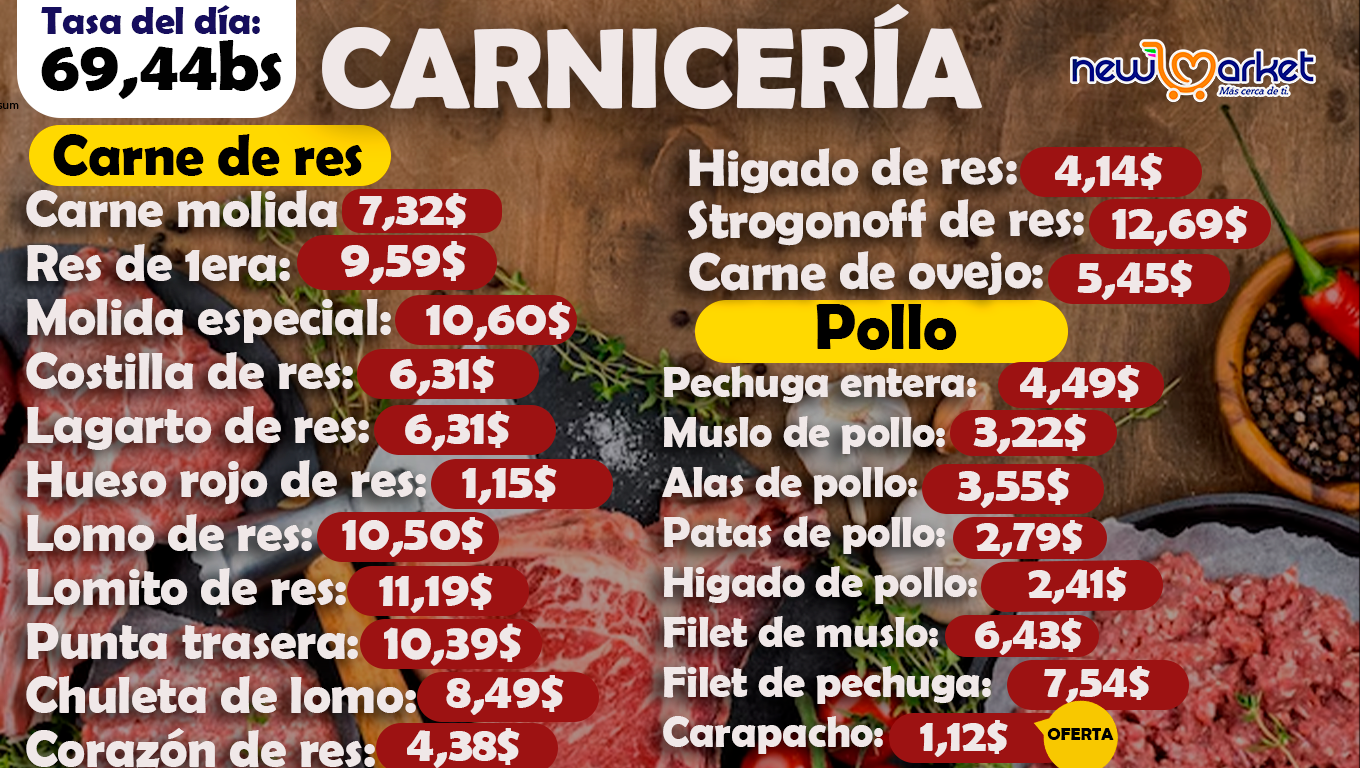 Tasa del día:
69,44bs
CARNICERÍA
new market
Más cerca de ti.
sum
Carne de res
Carne molida 7,32$
Res de 1era: 9,59$
Molida especial: 10,60$
Costilla de res: 6,31$
Lagarto de res: 6,31$
Hueso rojo de res: 1,15$
Lomo de res: 10,50$
Lomito de res: 11,19$
Punta trasera: 10,39$
Chuleta de lomo: 8,49$
Corazón de res: 4,38$
Higado de res: 4,14$
Strogonoff de res: 12,69$
Carne de ovejo: 5,45$
Pollo
Pechuga entera: 4,49$
Muslo de pollo: 3,22$
Alas de pollo: 3,55$
Patas de pollo: 2,79$
Higado de pollo: 2,41$
Filet de muslo: 6,43$
Filet de pechuga: 7,54$
Carapacho: 1,12$ OFERTA